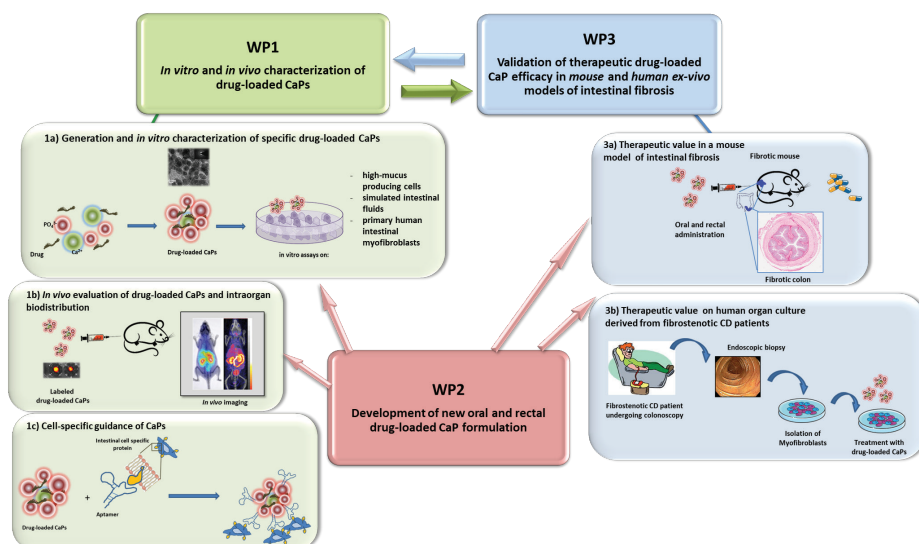 WP1
In vitro and in vivo characterization of
drug-loaded CaPs
WP3
Validation of therapeutic drug-loaded
CaP efficacy in mouse and human ex-vivo
models of intestinal fibrosis
1a) Generation and in vitro characterization of specific drug-loaded CaPs
- high-mucus
producing cells
- simulated intestinal
fluids
- primary human
intestinal
myofibroblasts
Drug
Ca2+
Drug-loaded CaPs
in vitro assays on:
1b) In vivo evaluation of drug-loaded CaPs and intraorgan
biodistribution
Labeled
drug-loaded CaPs
In vivo imaging
1c) Cell-specific guidance of CaPs
Intestinal cell specific
protein
+
Aptamer
Drug-loaded CaPs
WP2
Development of new oral and rectal
drug-loaded CaP formulation
3a) Therapeutic value in a mouse
model of intestinal fibrosis
Fibrotic mouse
Oral and rectal
administration
Fibrotic colon
3b) Therapeutic value on human organ culture
derived from fibrostenotic CD patients
Endoscopic biopsy
Fibrostenotic CD patient
undergoing colonoscopy
Isolation of
Myofibroblasts
Treatment with
drug-loaded CaPs